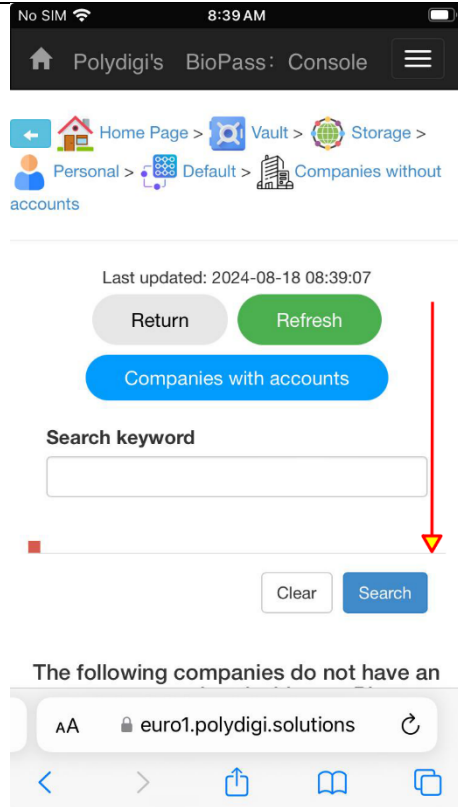 No SIM 8:39 AM
Polydigi's BioPass: Console
Home Page > Vault > Storage >
Personal > Default > Companies without
accounts
Last updated: 2024-08-18 08:39:07
Return Refresh
Companies with accounts
Search keyword
Clear Search
The following companies do not have an
AA euro1.polydigi.solutions